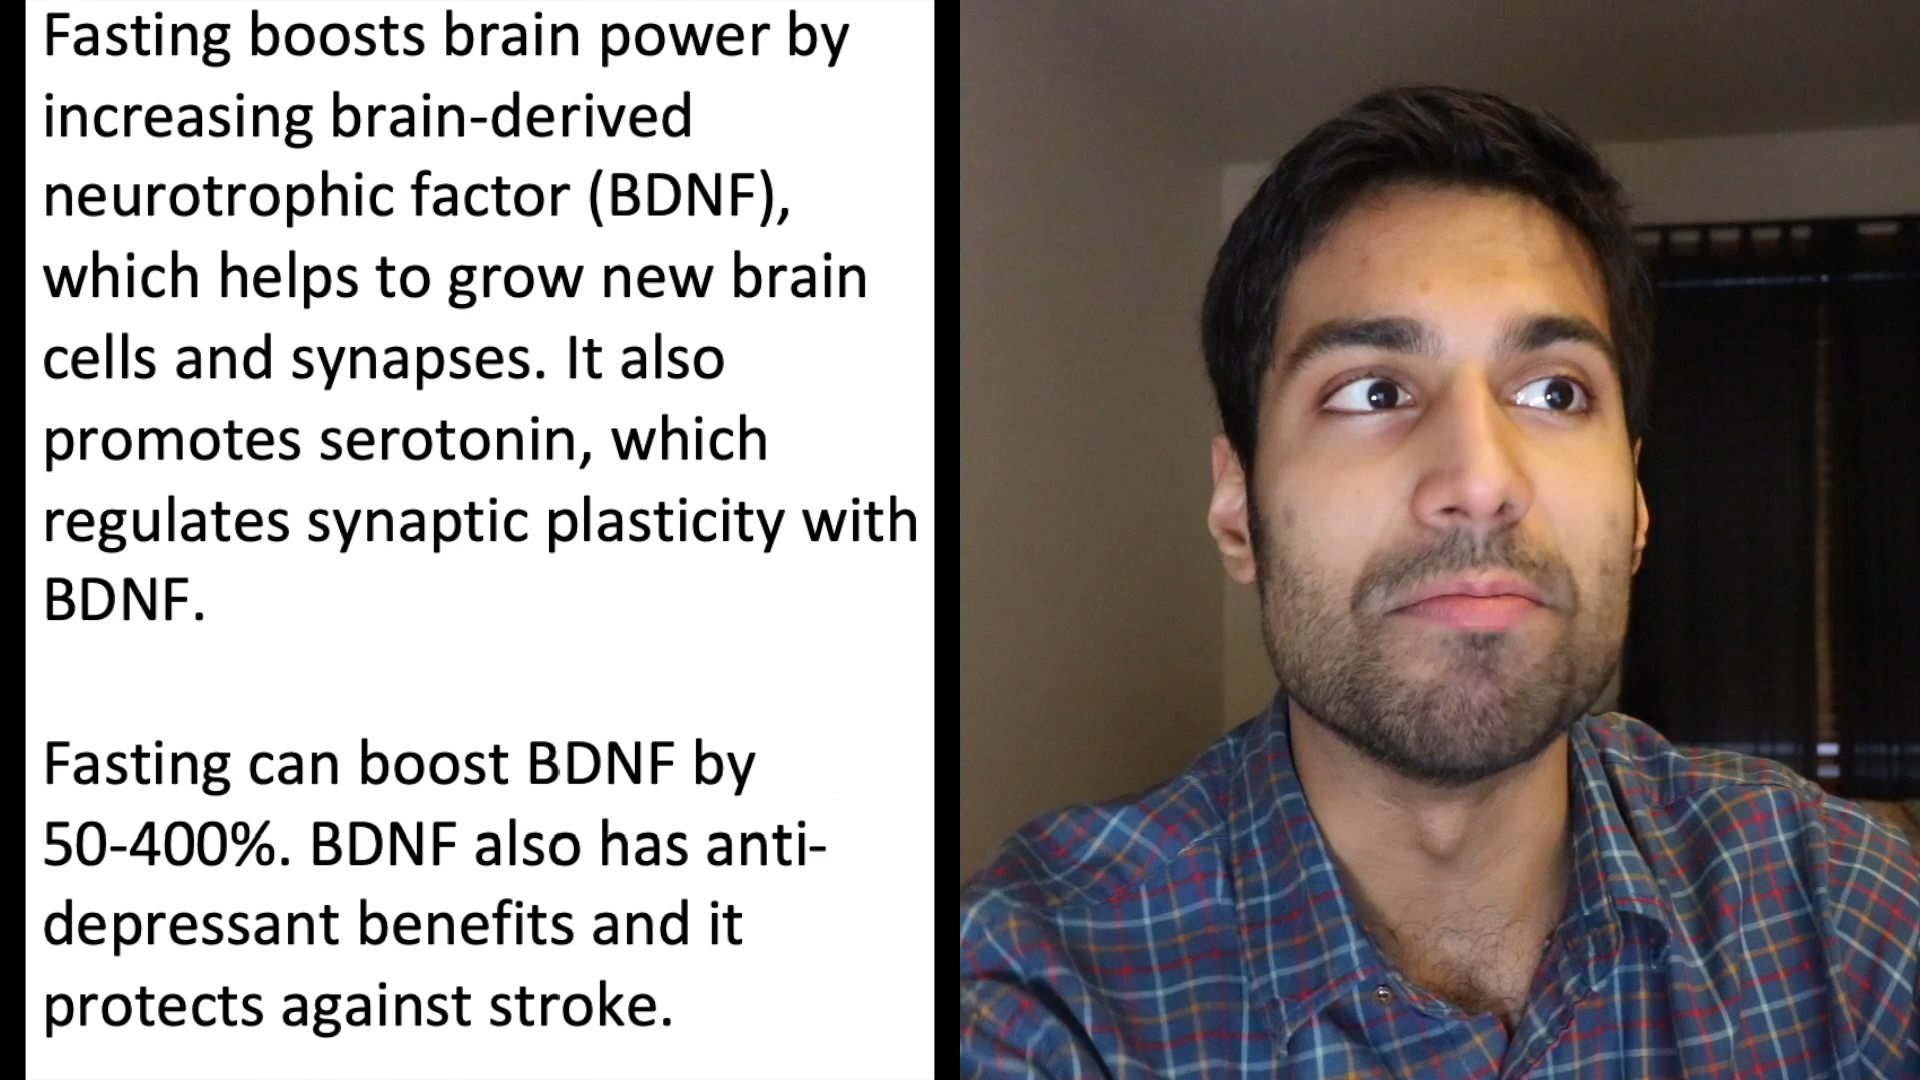 Fasting boosts brain power by
increasing brain-derived
neurotrophic factor (BDNF),
which helps to grow new brain
cells and synapses. It also
promotes serotonin, which
regulates synaptic plasticity with
BDNF.
Fasting can boost BDNF by
50-400%. BDNF also has anti-
depressant benefits and it
protects against stroke.